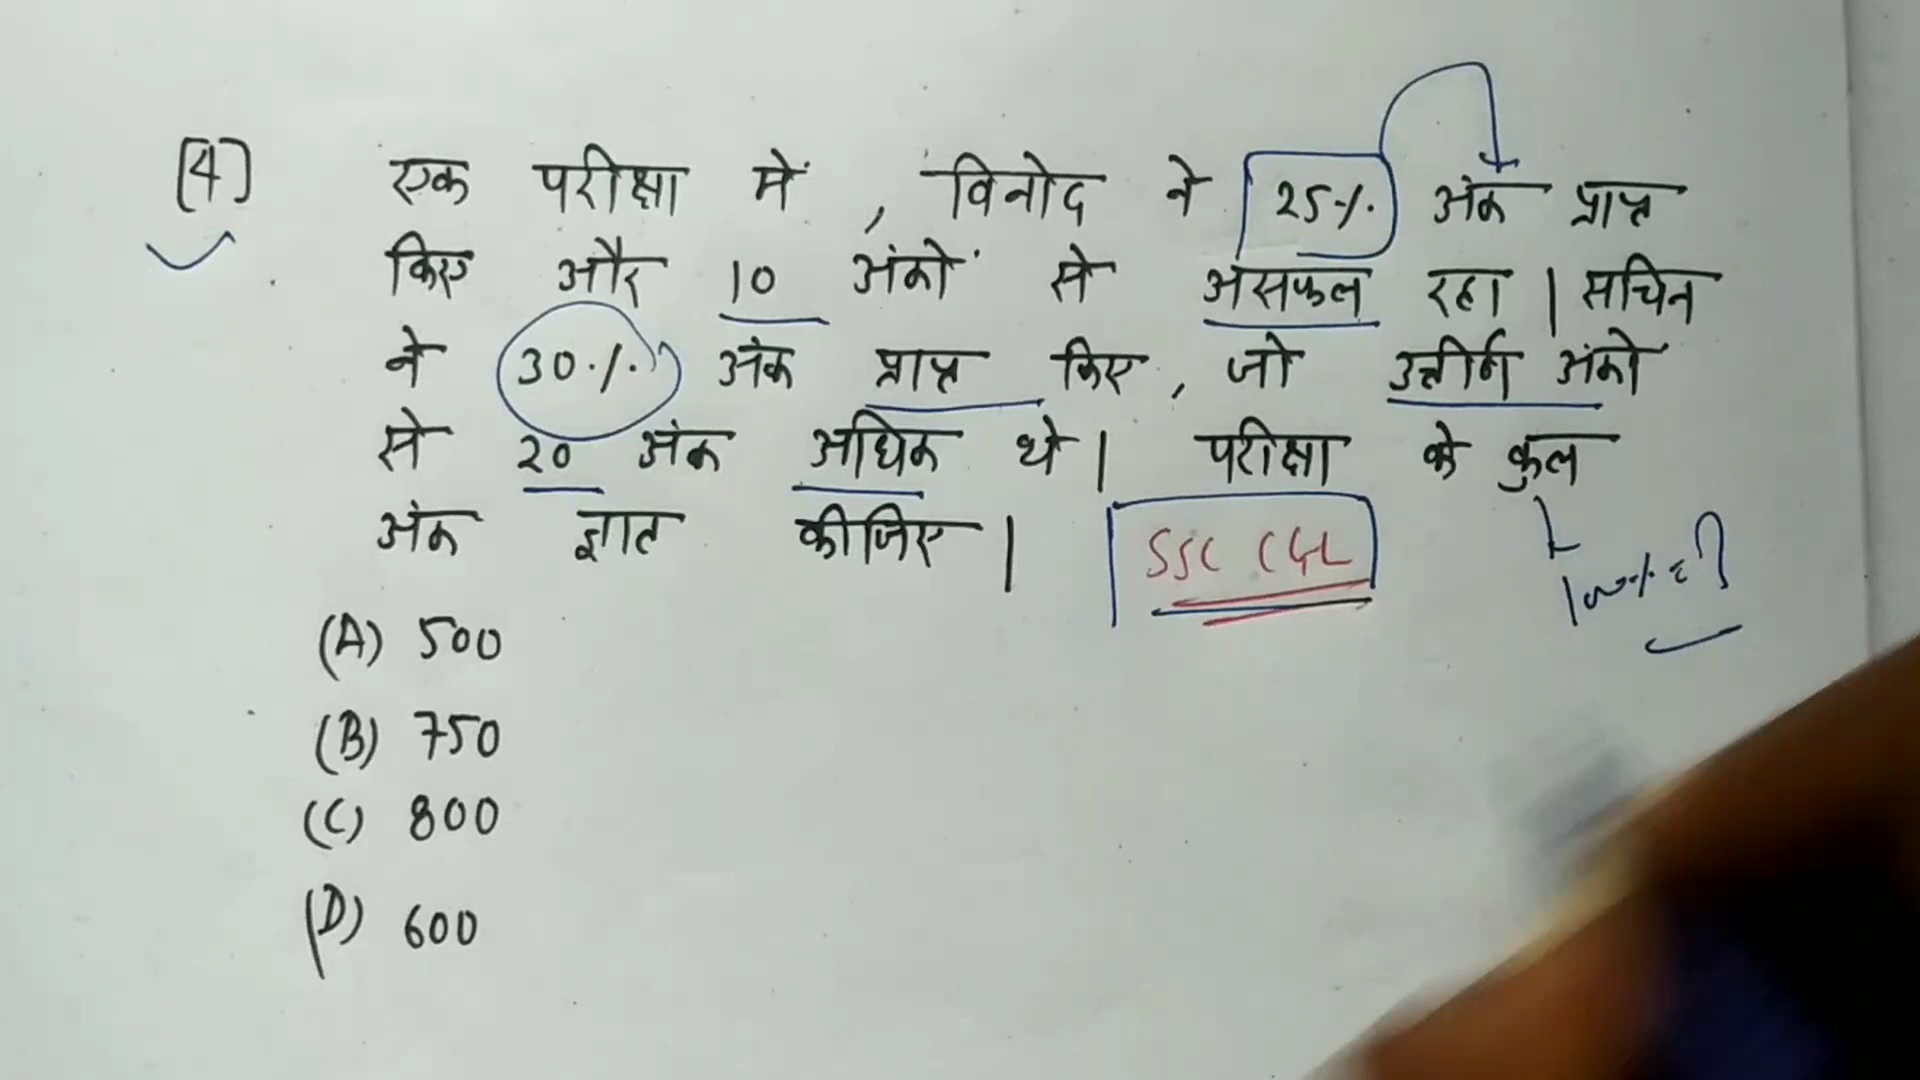 [4] एक परीक्षा में, विनोद ने 25% अंक प्राप्त
किए और 10 अंकों से असफल रहा। सचिन
ने 30% अंक प्राप्त किए, जो उत्तीर्ण अंको
से 20 अंक अधिक थे। परीक्षा के कुल
अंक ज्ञात कीजिए।
SSC CGL
100% = ?
(A) 500
(B) 750
(C) 800
(D) 600